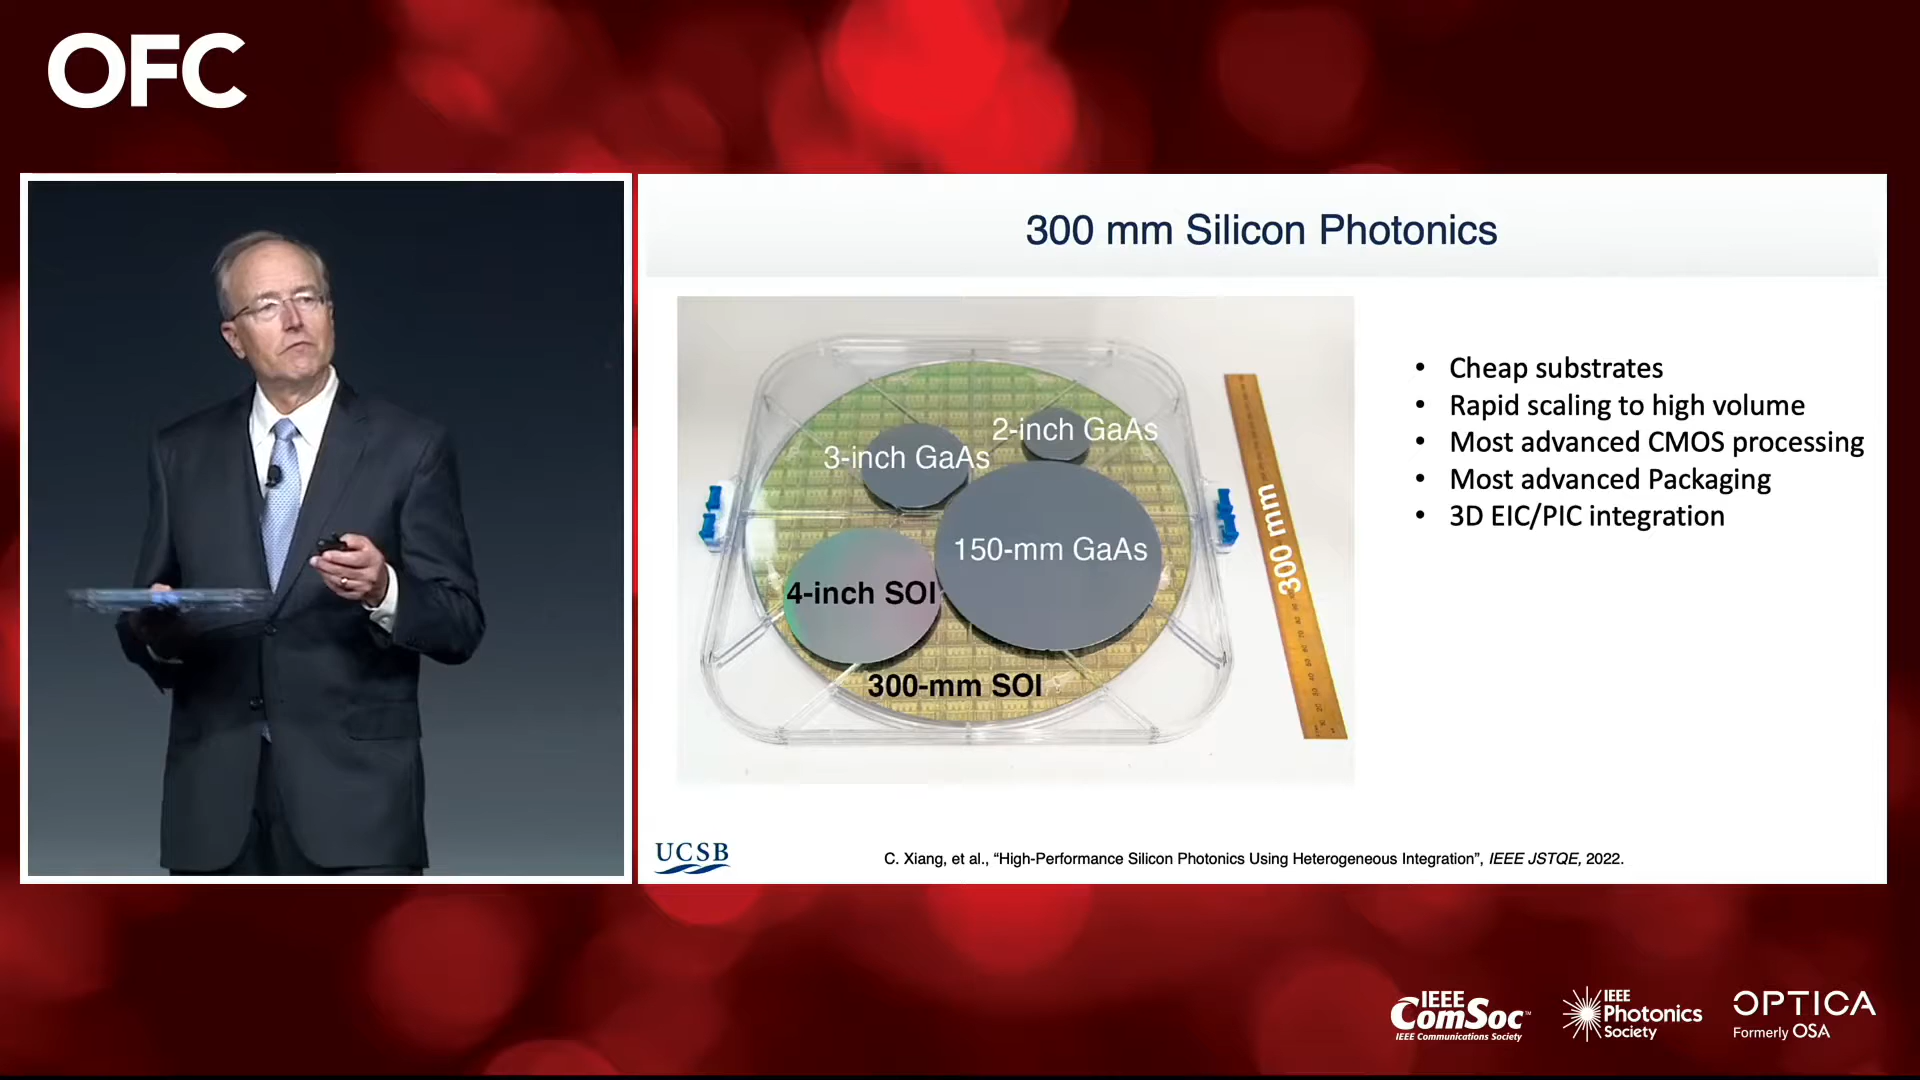 OFC
300 mm Silicon Photonics
2-inch GaAs
3-inch GaAs
150-mm GaAs
4-inch SOI
300-mm SOI
300 mm
• Cheap substrates
• Rapid scaling to high volume
• Most advanced CMOS processing
• Most advanced Packaging
• 3D EIC/PIC integration
UCSB
C. Xiang, et al., “High-Performance Silicon Photonics Using Heterogeneous Integration”, IEEE JSTQE, 2022.
IEEE
ComSoc™
IEEE Communications Society
IEEE
Photonics
Society
OPTICA
Formerly OSA